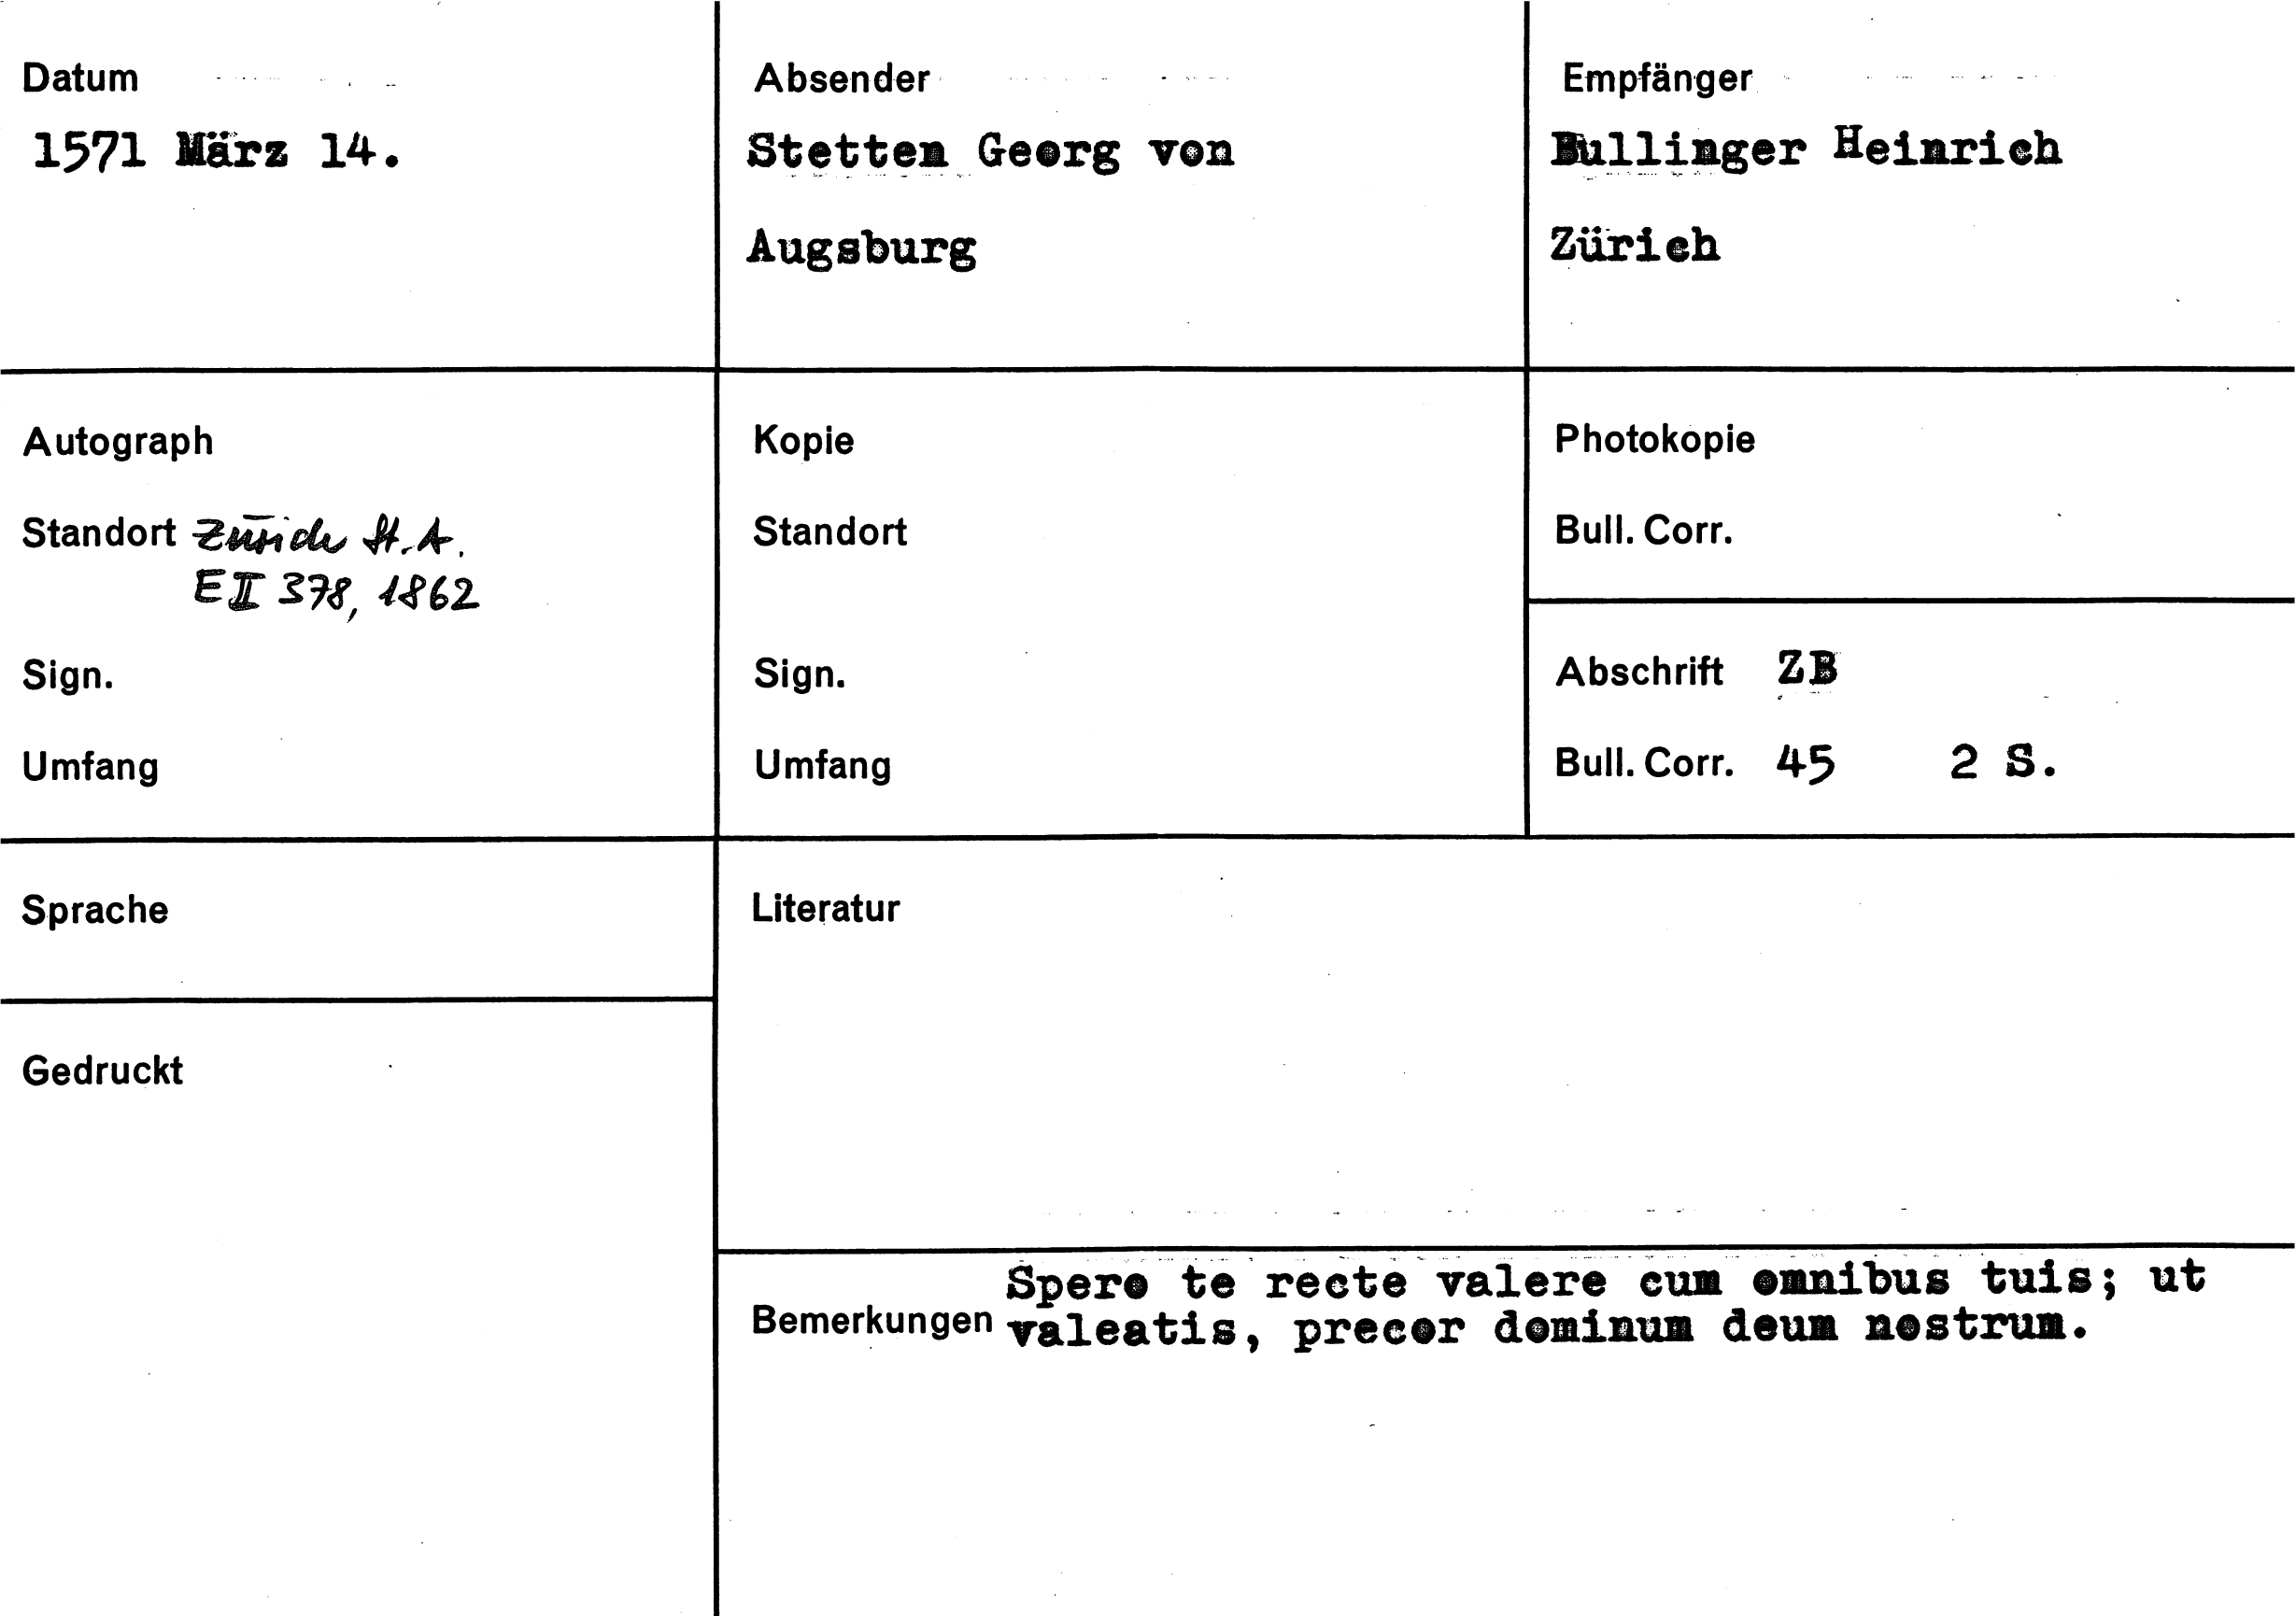 Datum
1571 März 14.
Absender
Stetten Georg von
Augsburg
Empfänger
Bullinger Heinrich
Zürich
Autograph
Standort Zürich St.A.
E II 378, 1862
Sign.
Umfang
Kopie
Standort
Sign.
Umfang
Photokopie
Bull. Corr.
Abschrift ZB
Bull. Corr. 45 2 S.
Sprache
Gedruckt
Literatur
Bemerkungen
Spero te recte valere cum omnibus tuis; ut
valeatis, precor dominum deum nostrum.